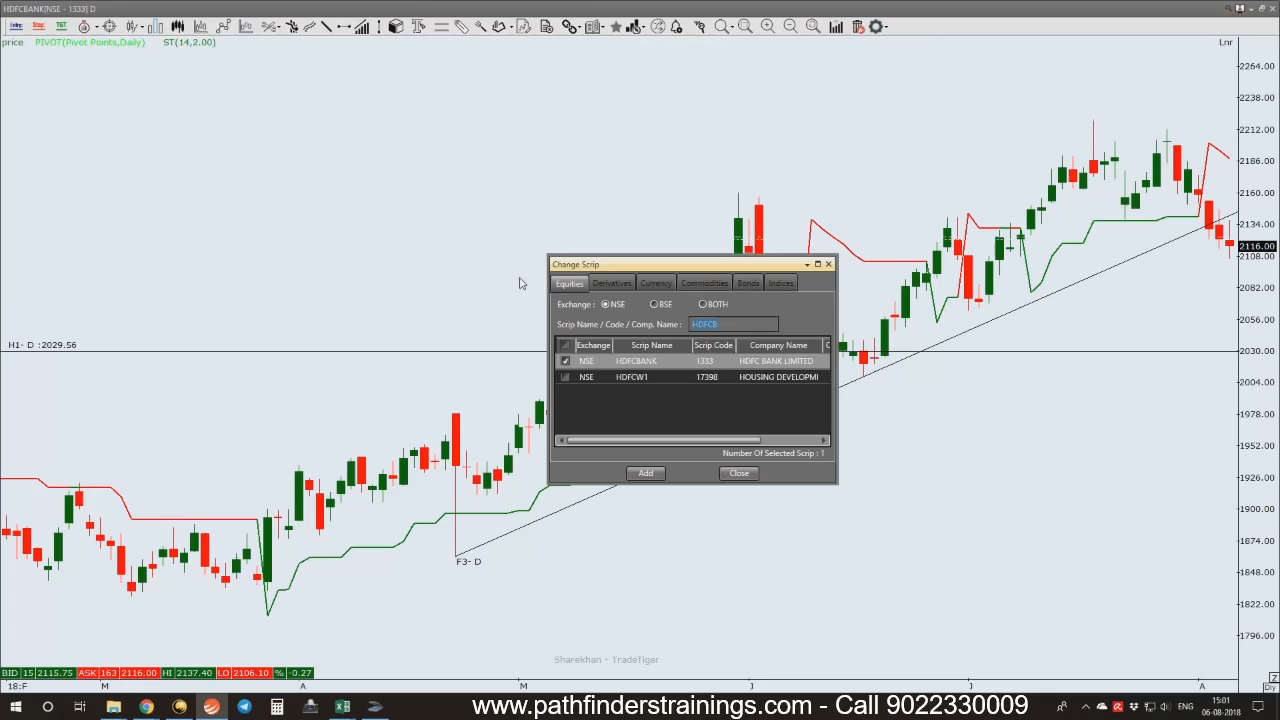 HDFCBANK[NSE - 1333] D
price PIVOT(Pivot Points,Daily) ST(14,2.00)
Lnr
2264.00
2238.00
2212.00
2186.00
2160.00
2134.00
2116.00
2108.00
2082.00
2056.00
2030.00
2004.00
1978.00
1952.00
1926.00
1900.00
1874.00
1848.00
1822.00
1796.00
H1- D :2029.56
F3- D
Change Scrip
Equities Derivatives Currency Commodities Bonds Indices
Exchange : NSE BSE BOTH
Scrip Name / Code / Comp. Name : HDFCB
Exchange Scrip Name Scrip Code Company Name
NSE HDFCBANK 1333 HDFC BANK LIMITED
NSE HDFCW1 17398 HOUSING DEVELOPMI
Number Of Selected Scrip : 1
Add Close
Sharekhan - TradeTiger
BID 15 2115.75 ASK 163 2116.00 HI 2137.40 LO 2106.10 % -0.27
18:F M A M J J A
www.pathfinderstrainings.com - Call 9022330009
ENG
15:01
06-08-2018